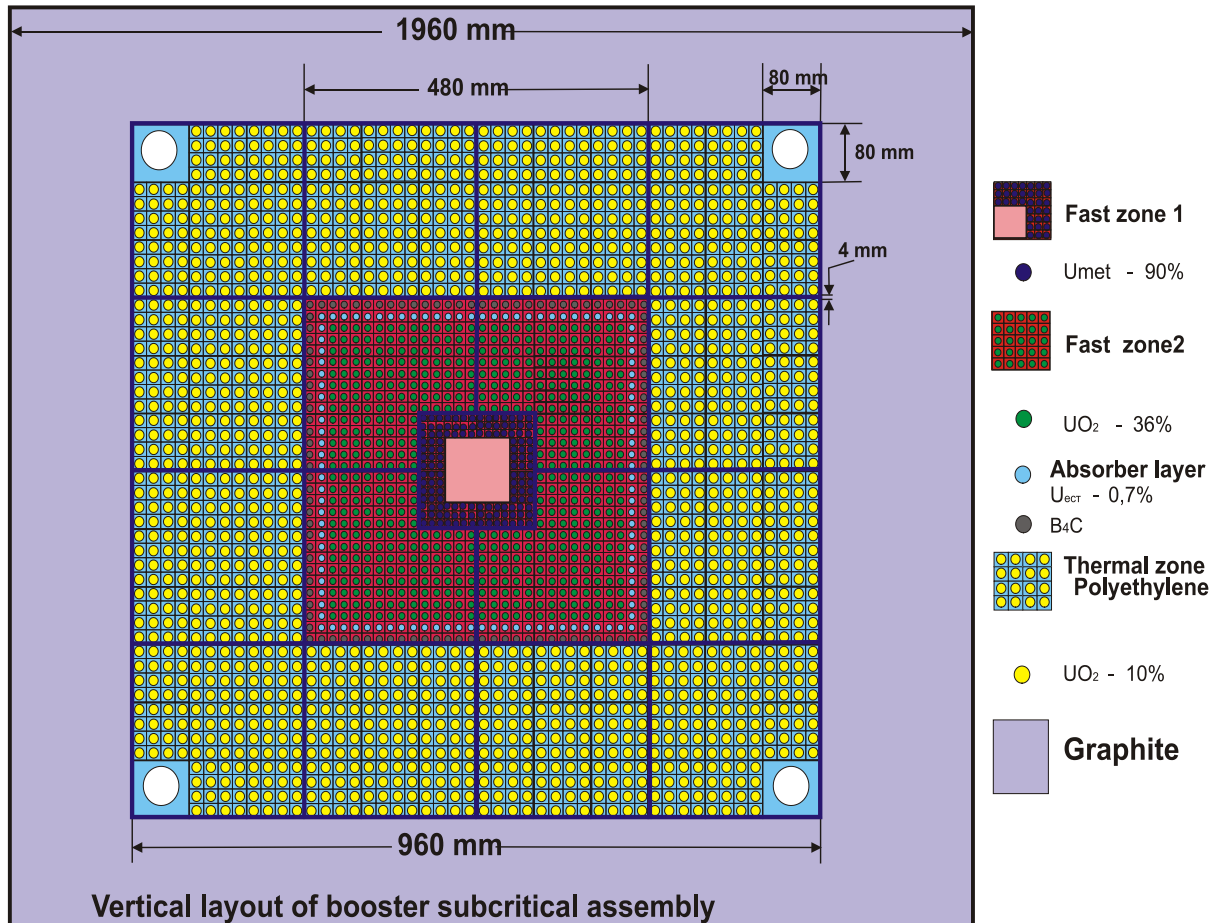 1960 mm
480 mm
80 mm
80 mm
4 mm
960 mm
Vertical layout of booster subcritical assembly
Fast zone 1
Umet - 90%
Fast zone2
UO₂ - 36%
Absorber layer
Uест - 0,7%
B₄C
Thermal zone
Polyethylene
UO₂ - 10%
Graphite